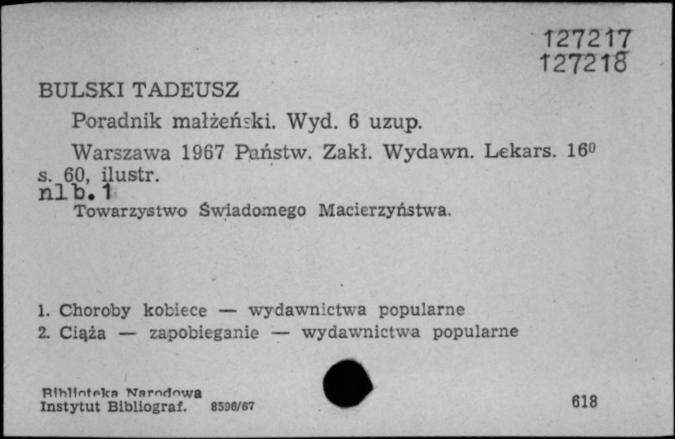 127217
127218
BULSKI TADEUSZ
Poradnik małżeński. Wyd. 6 uzup.
Warszawa 1967 Państw. Zakł. Wydawn. Lekars. 16⁰
s. 60, ilustr.
nlb. 1
Towarzystwo Świadomego Macierzyństwa.
1. Choroby kobiece — wydawnictwa popularne
2. Ciąża — zapobieganie — wydawnictwa popularne
Biblioteka Narodowa
Instytut Bibliograf. 8596/67
618